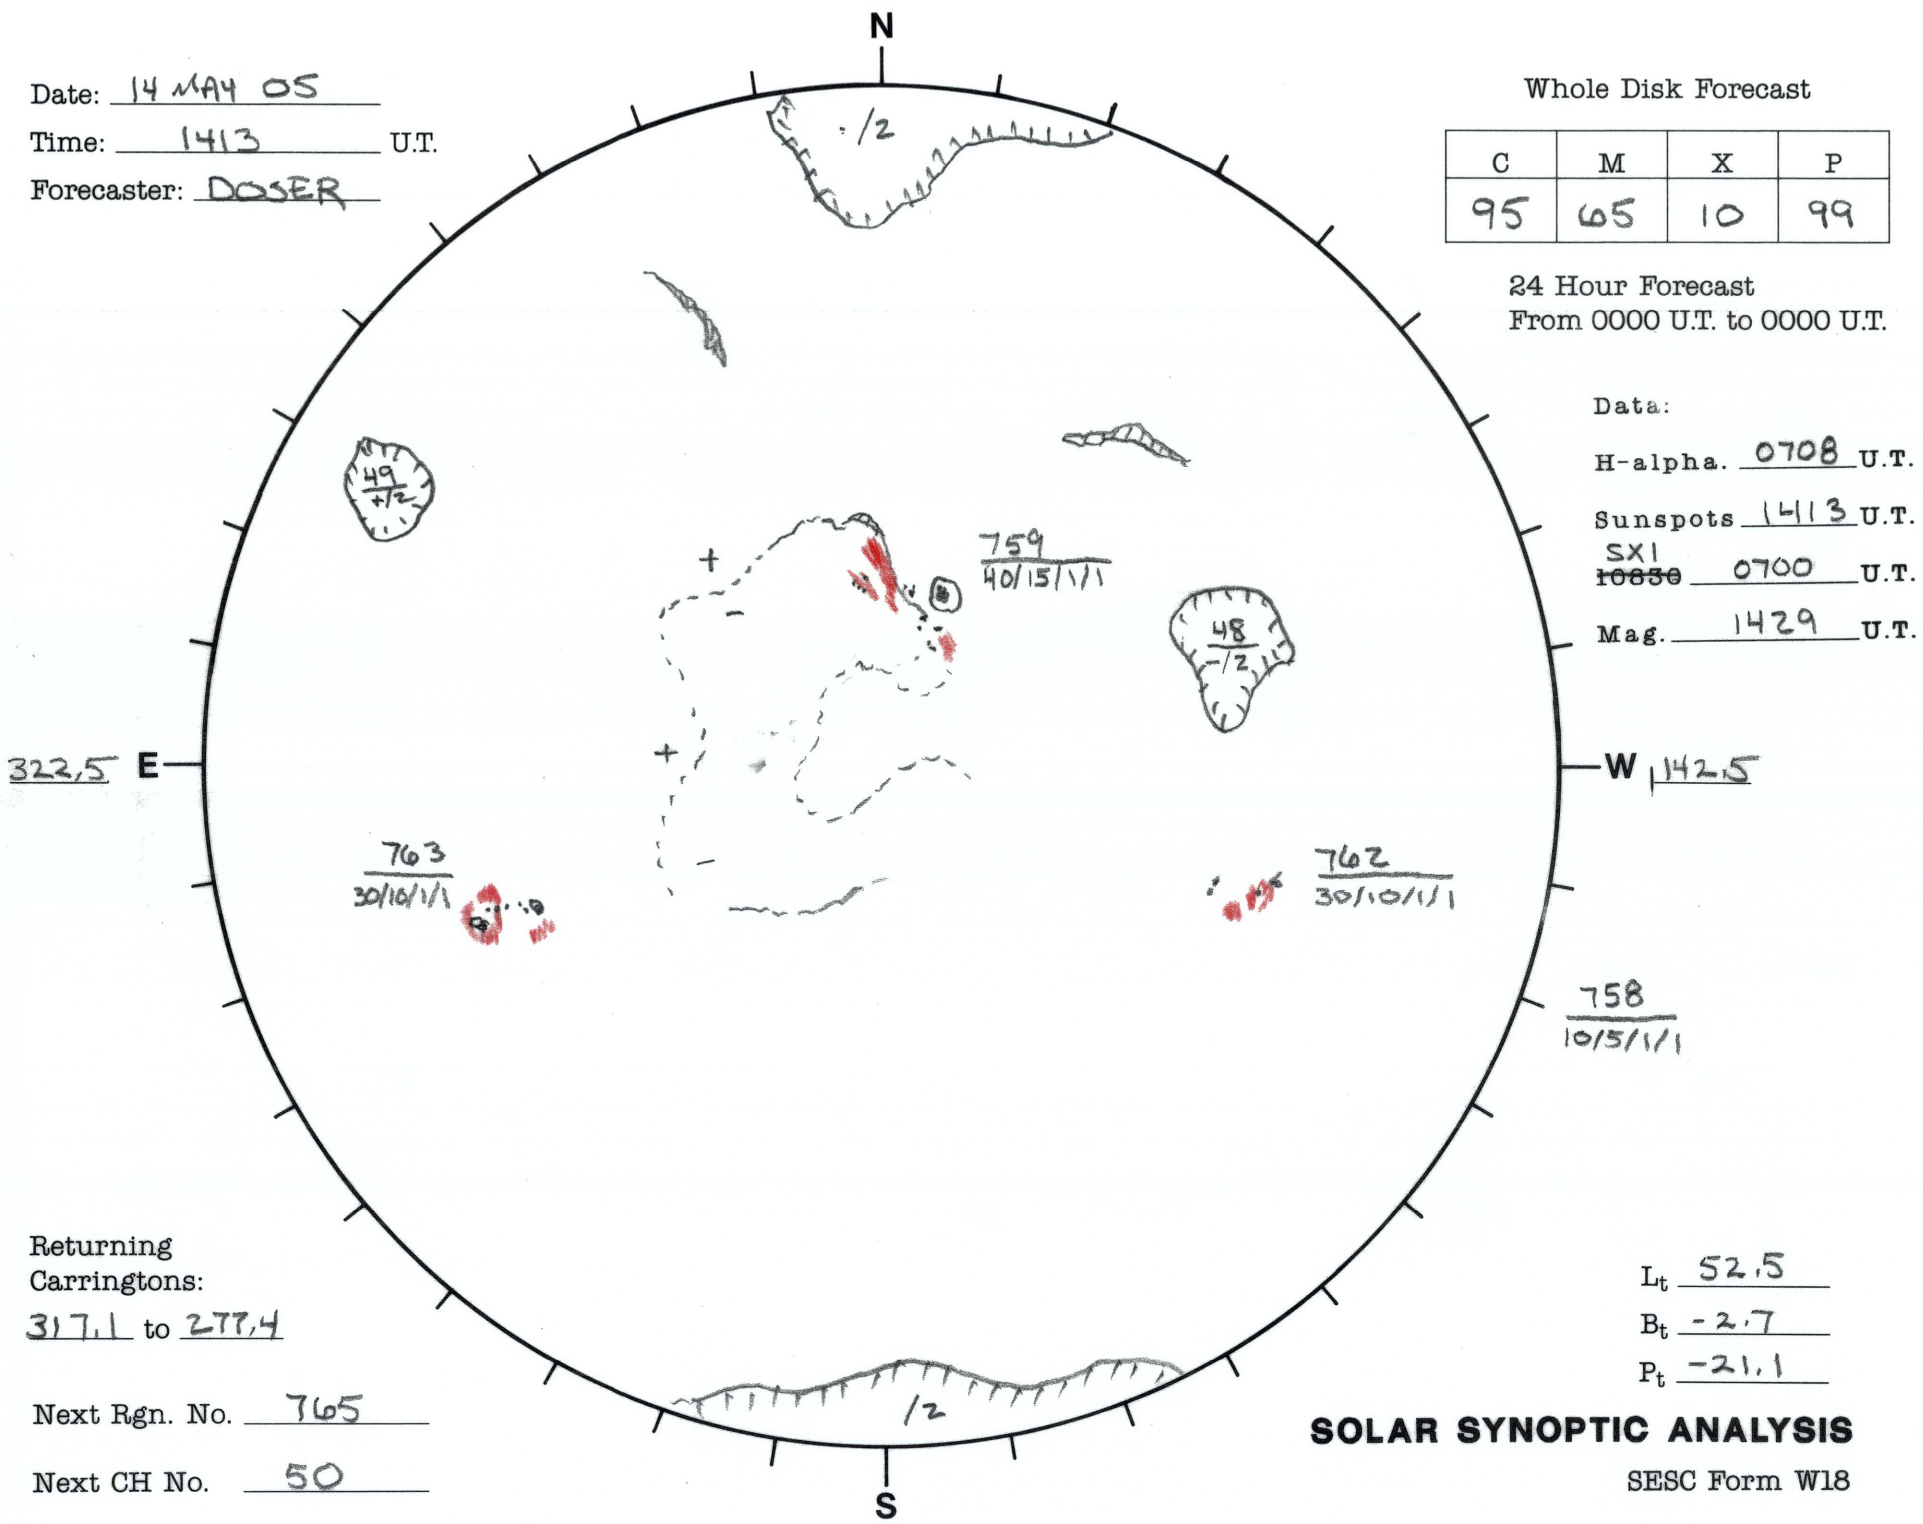 N
Date: 14 MAY 05
Time: 1413 U.T.
Forecaster: DOSER
Whole Disk Forecast
C M X P
95 65 10 99
24 Hour Forecast
From 0000 U.T. to 0000 U.T.
Data:
H-alpha. 0708 U.T.
Sunspots 1413 U.T.
SXI
10830 0700 U.T.
Mag. 1429 U.T.
·/2
49
+/2
+
-
759
40/15/1/1
48
-/2
+
322.5 E
W 142.5
-
763
30/10/1/1
762
30/10/1/1
758
10/5/1/1
Returning
Carringtons:
317.1 to 277.4
Next Rgn. No. 765
Next CH No. 50
/2
S
Lt 52.5
Bt -2.7
Pt -21.1
SOLAR SYNOPTIC ANALYSIS
SESC Form W18